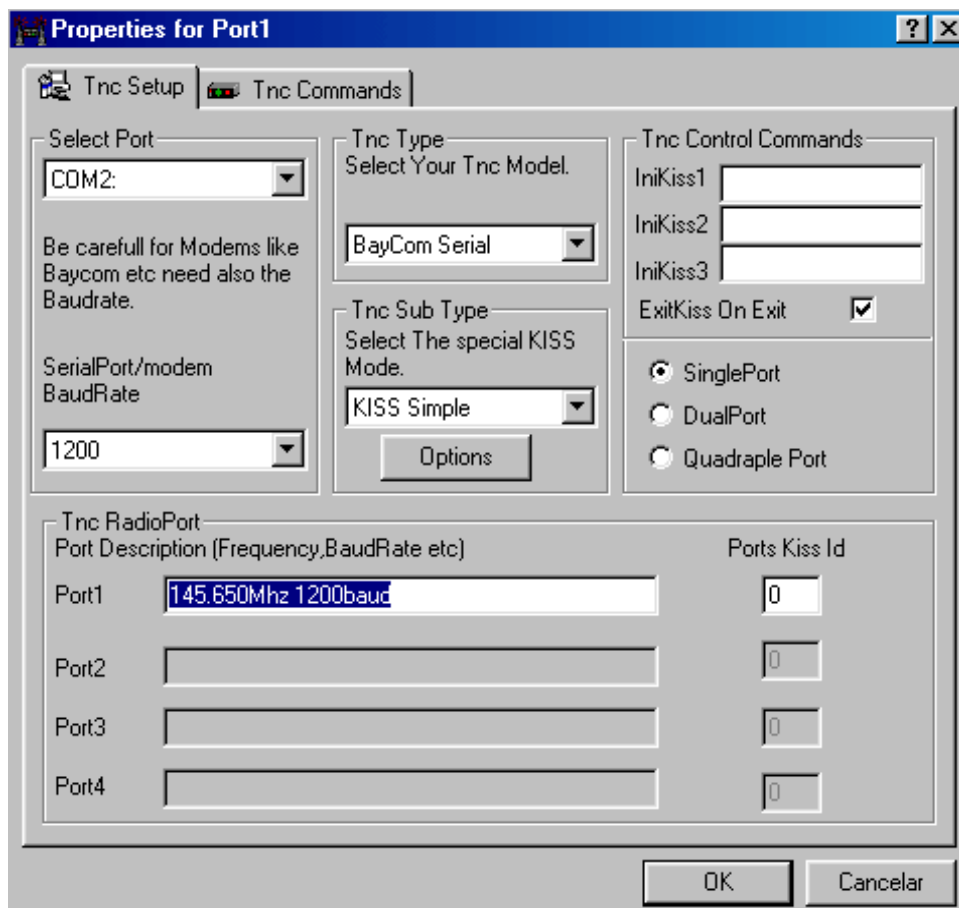 Properties for Port1
Tnc Setup
Tnc Commands
Select Port
COM2:
Be carefull for Modems like
Baycom etc need also the
Baudrate.
SerialPort/modem
BaudRate
1200
Tnc Type
Select Your Tnc Model.
BayCom Serial
Tnc Sub Type
Select The special KISS
Mode.
KISS Simple
Options
Tnc Control Commands
IniKiss1
IniKiss2
IniKiss3
ExitKiss On Exit
SinglePort
DualPort
Quadraple Port
Tnc RadioPort
Port Description (Frequency,BaudRate etc)
Ports Kiss Id
Port1
145.650Mhz 1200baud
0
Port2
0
Port3
0
Port4
0
OK
Cancelar